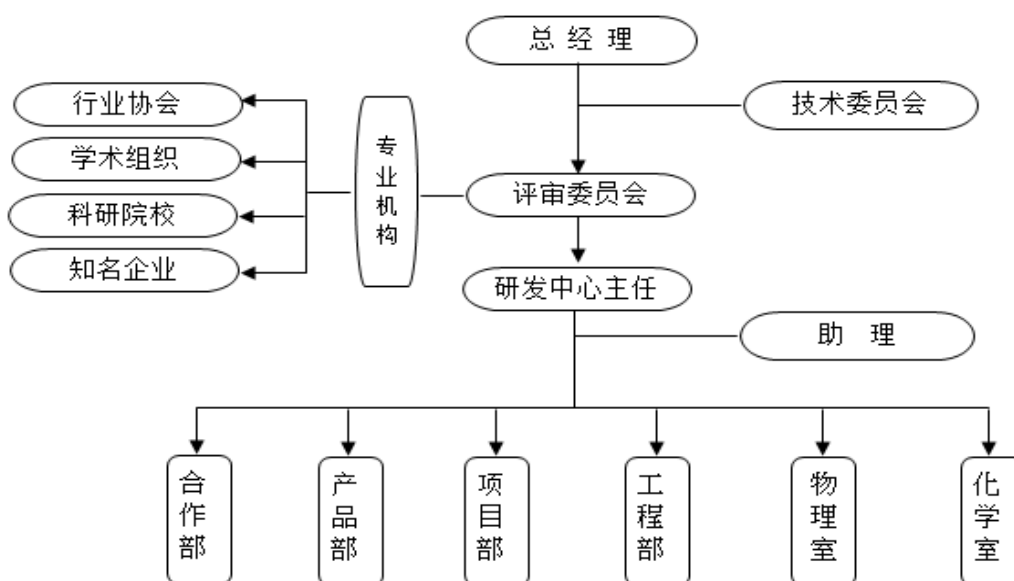 总 经 理
行业协会
技术委员会
专业机构
学术组织
评审委员会
科研院校
知名企业
研发中心主任
助 理
合作部
产品部
项目部
工程部
物理室
化学室